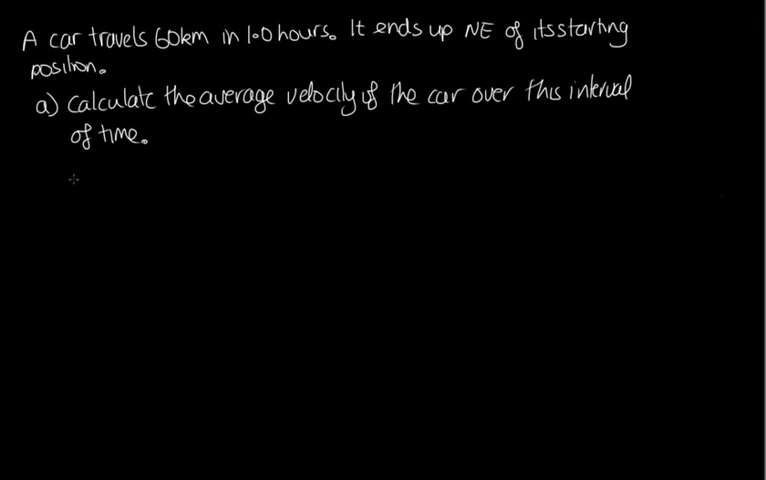 A car travels 60km in 1.0 hours. It ends up NE of its starting
position.
a) Calculate the average velocity of the car over this interval
of time.